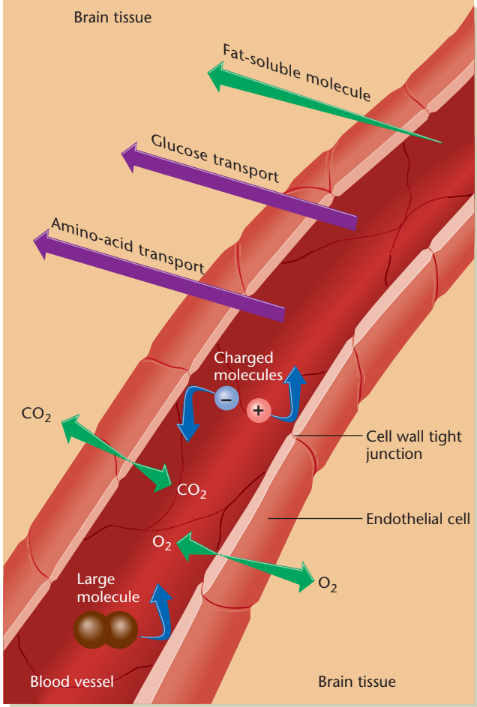 Brain tissue
Fat-soluble molecule
Glucose transport
Amino-acid transport
Charged
molecules
−
+
CO₂
Cell wall tight
junction
CO₂
Endothelial cell
O₂
O₂
Large
molecule
Blood vessel
Brain tissue